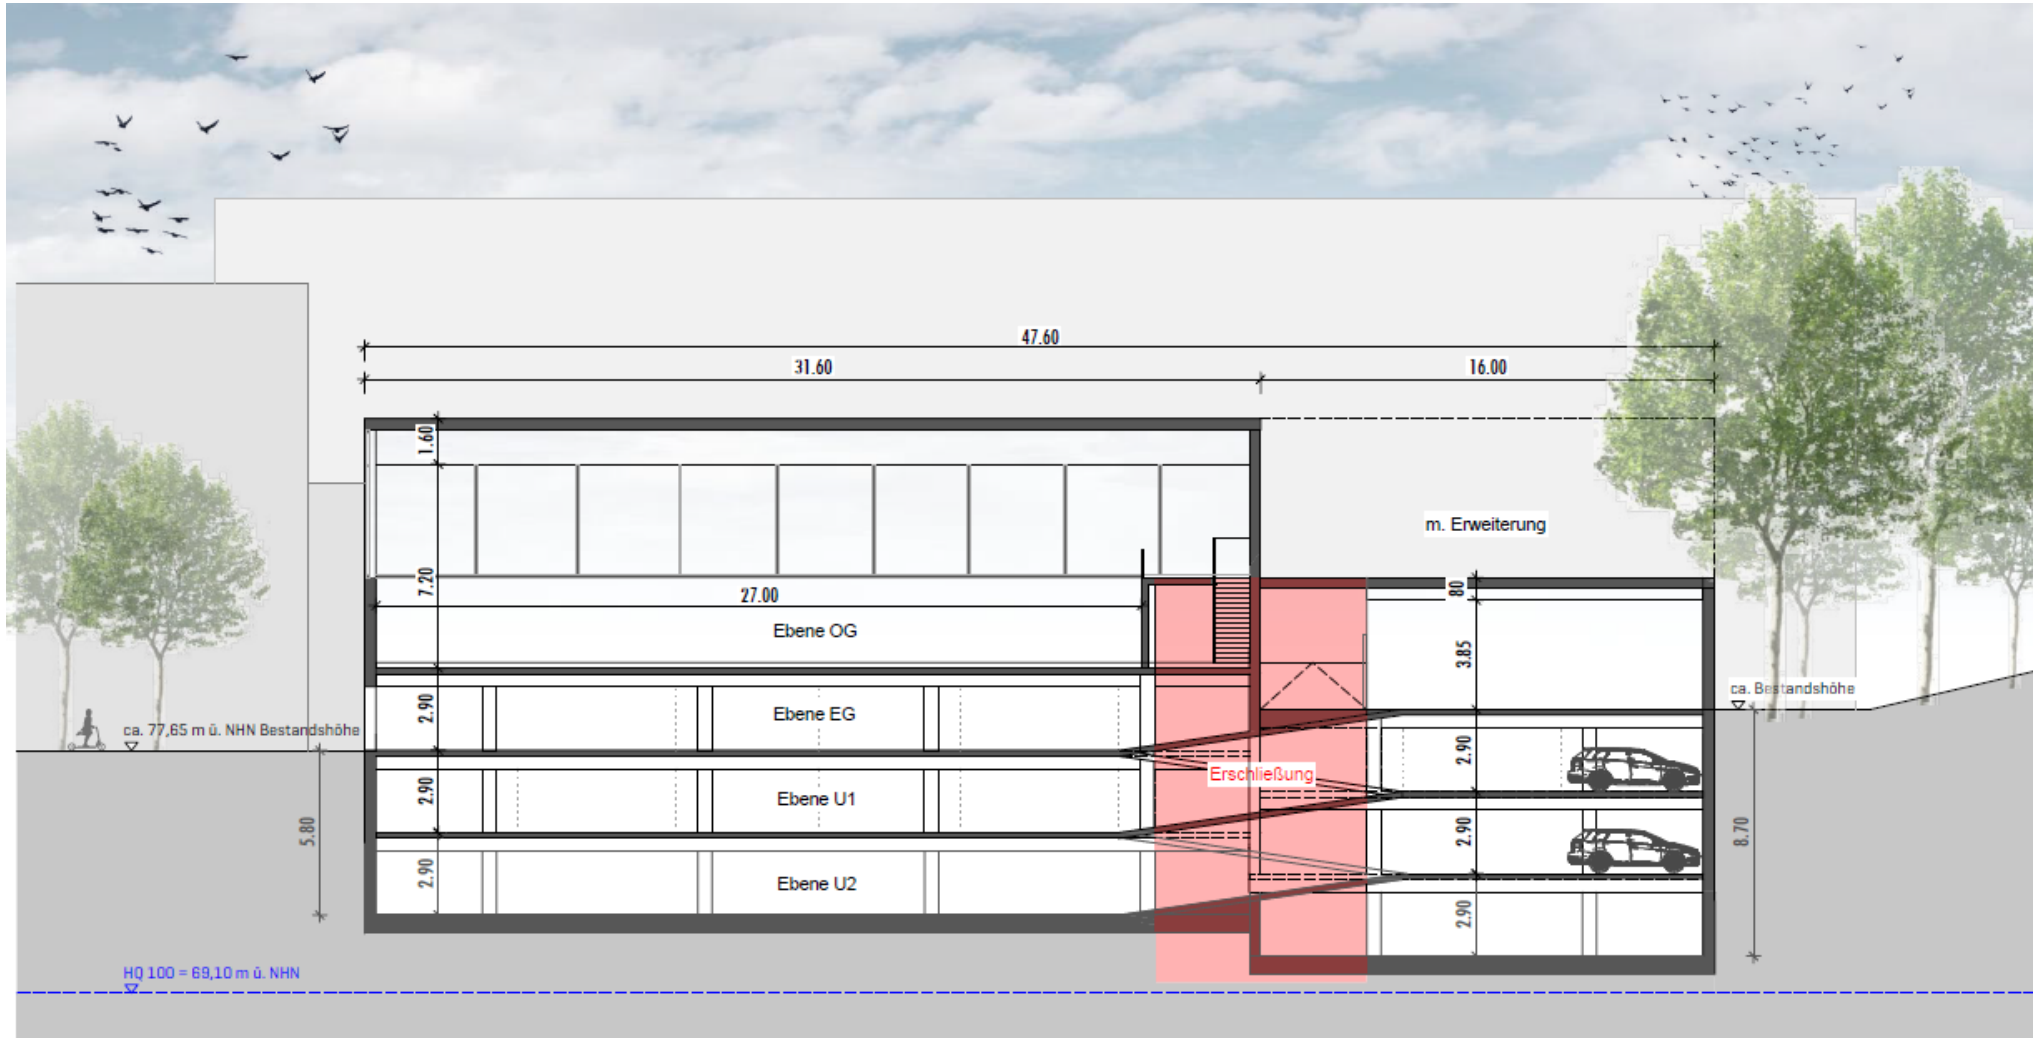 47.60
31.60
16.00
1.60
m. Erweiterung
7.20
27.00
80
Ebene OG
3.85
ca. Bestandshöhe
2.90
Ebene EG
ca. 77,65 m ü. NHN Bestandshöhe
2.90
Erschließung
2.90
Ebene U1
5.80
2.90
8.70
2.90
Ebene U2
2.90
HQ 100 = 69,10 m ü. NHN